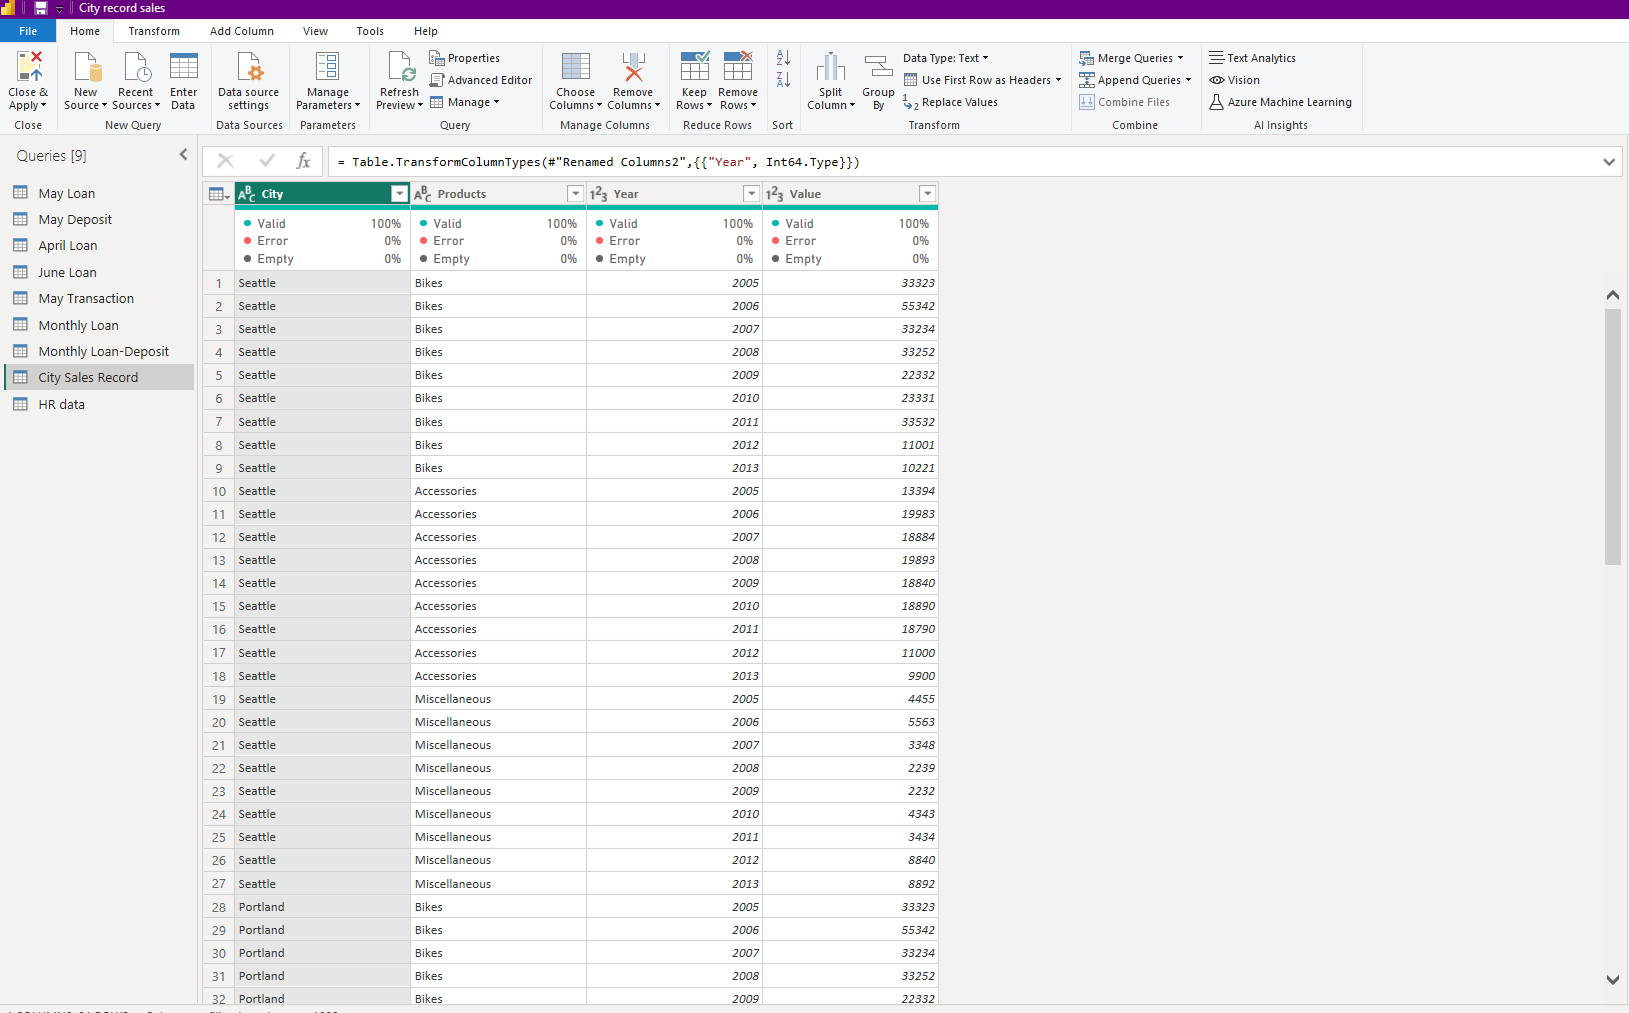 City record sales
File Home Transform Add Column View Tools Help
Close & Apply New Source Recent Sources Enter Data Data source settings Manage Parameters Refresh Preview Properties Advanced Editor Manage Choose Columns Remove Columns Keep Rows Remove Rows Split Column Group By Data Type: Text Use First Row as Headers Replace Values Merge Queries Append Queries Combine Files Text Analytics Vision Azure Machine Learning
Close New Query Data Sources Parameters Query Manage Columns Reduce Rows Sort Transform Combine AI Insights
Queries [9]
May Loan
May Deposit
April Loan
June Loan
May Transaction
Monthly Loan
Monthly Loan-Deposit
City Sales Record
HR data
fx = Table.TransformColumnTypes(#"Renamed Columns2",{{"Year", Int64.Type}})
ABC City ABC Products 123 Year 123 Value
Valid 100% Valid 100% Valid 100% Valid 100%
Error 0% Error 0% Error 0% Error 0%
Empty 0% Empty 0% Empty 0% Empty 0%
1 Seattle Bikes 2005 33323
2 Seattle Bikes 2006 55342
3 Seattle Bikes 2007 33234
4 Seattle Bikes 2008 33252
5 Seattle Bikes 2009 22332
6 Seattle Bikes 2010 23331
7 Seattle Bikes 2011 33532
8 Seattle Bikes 2012 11001
9 Seattle Bikes 2013 10221
10 Seattle Accessories 2005 13394
11 Seattle Accessories 2006 19983
12 Seattle Accessories 2007 18884
13 Seattle Accessories 2008 19893
14 Seattle Accessories 2009 18840
15 Seattle Accessories 2010 18890
16 Seattle Accessories 2011 18790
17 Seattle Accessories 2012 11000
18 Seattle Accessories 2013 9900
19 Seattle Miscellaneous 2005 4455
20 Seattle Miscellaneous 2006 5563
21 Seattle Miscellaneous 2007 3348
22 Seattle Miscellaneous 2008 2239
23 Seattle Miscellaneous 2009 2232
24 Seattle Miscellaneous 2010 4343
25 Seattle Miscellaneous 2011 3434
26 Seattle Miscellaneous 2012 8840
27 Seattle Miscellaneous 2013 8892
28 Portland Bikes 2005 33323
29 Portland Bikes 2006 55342
30 Portland Bikes 2007 33234
31 Portland Bikes 2008 33252
32 Portland Bikes 2009 22332